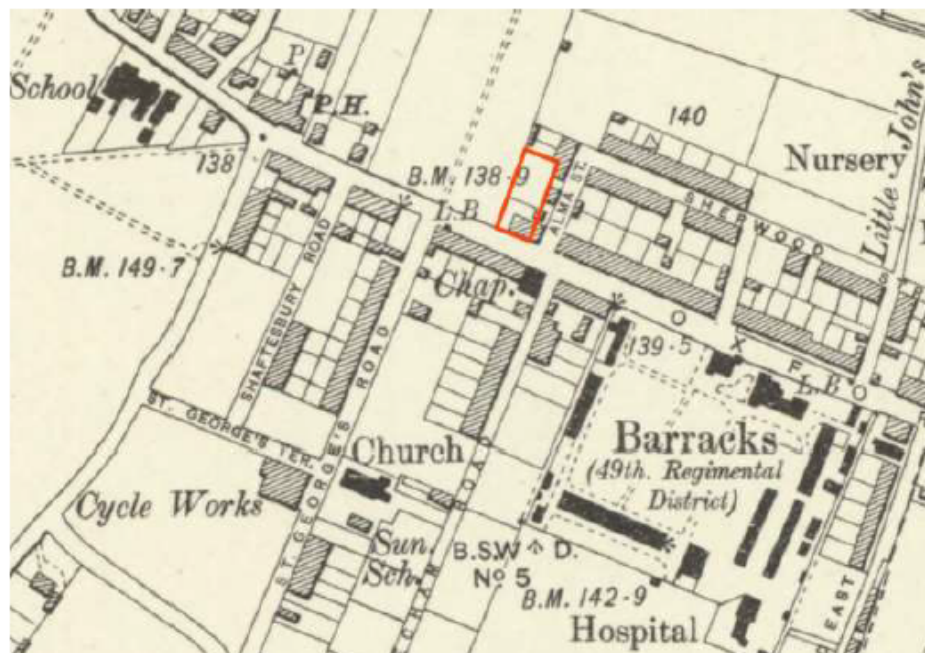 School
P
P.H.
138
B.M. 138·9
L.B
140
Nursery
Little John's
ALMA ST.
SHERWOOD
B.M. 149·7
SHAFTESBURY ROAD
Chap.
139·5
O
X
F
O
L.B
ST. GEORGE'S TER.
ST. GEORGE'S ROAD
Church
Barracks
(49th. Regimental
District)
Cycle Works
Sun.
Sch.
ROAD
B.S.W D.
No 5
B.M. 142·9
Hospital
EAST